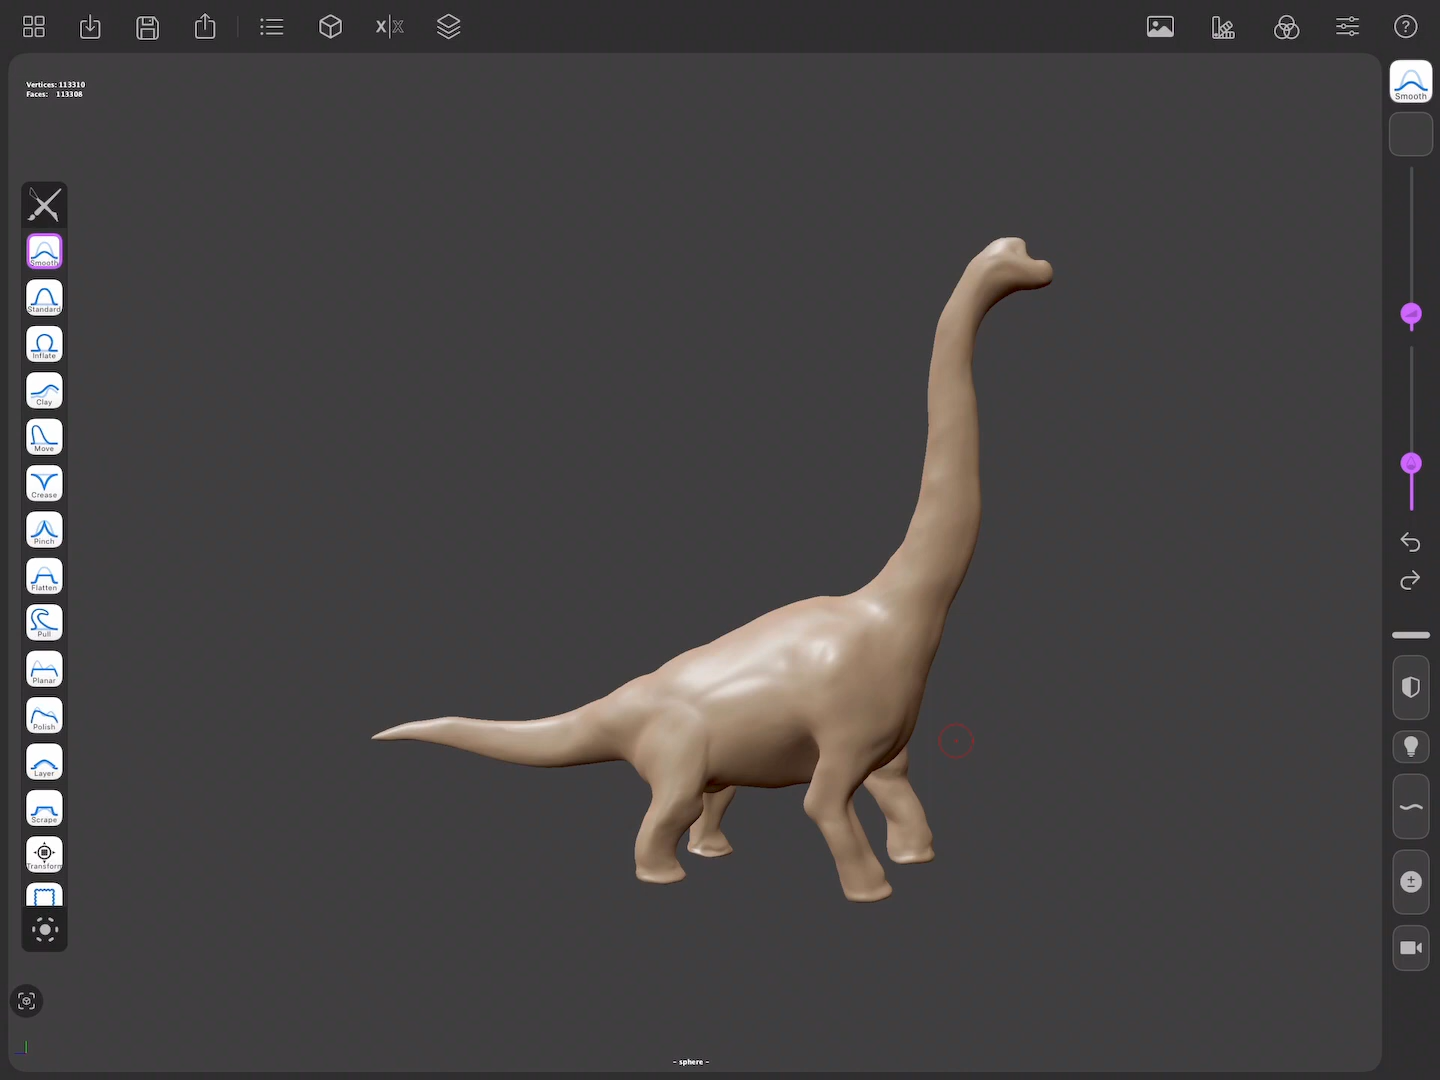 X|X
?
Vertices: 113310
Faces: 113308
Smooth
Smooth
Standard
Inflate
Clay
Move
Crease
Pinch
Flatten
Pull
Planar
Polish
Layer
Scrape
Transform
- sphere -